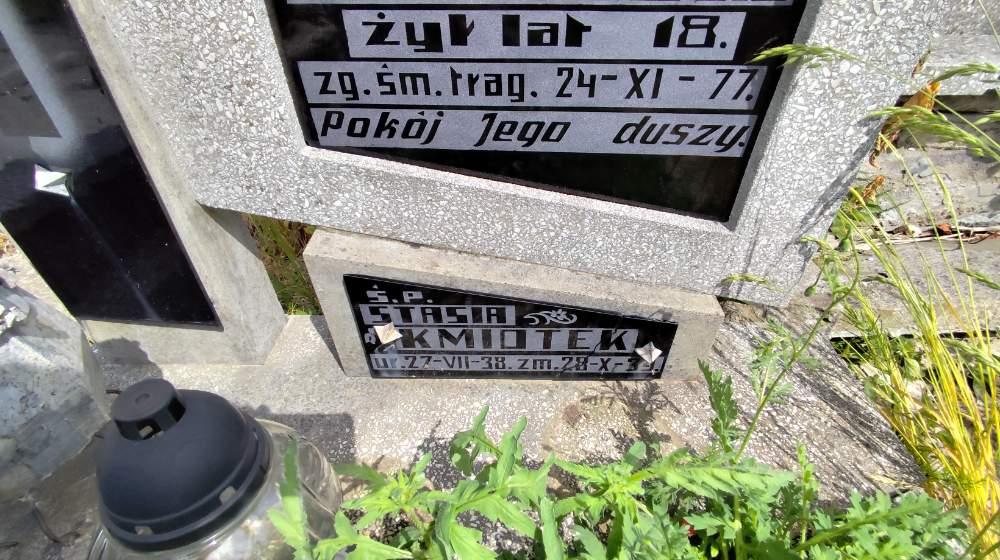 żył lat 18.
zg. śm. trag. 24-XI-77.
Pokój Jego duszy.
Ś.P.
STASIA
KMIOTEK
ur. 27-VII-38. zm. 28-X-39.